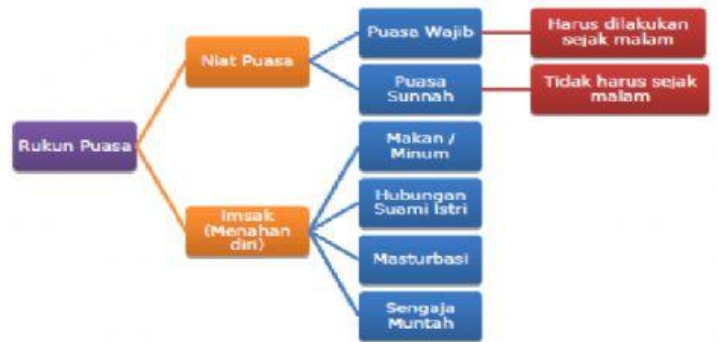 Rukun Puasa
Niat Puasa
Puasa Wajib
Harus dilakukan
sejak malam
Puasa
Sunnah
Tidak harus sejak
malam
Imsak
(Menahan
diri)
Makan /
Minum
Hubungan
Suami Istri
Masturbasi
Sengaja
Muntah